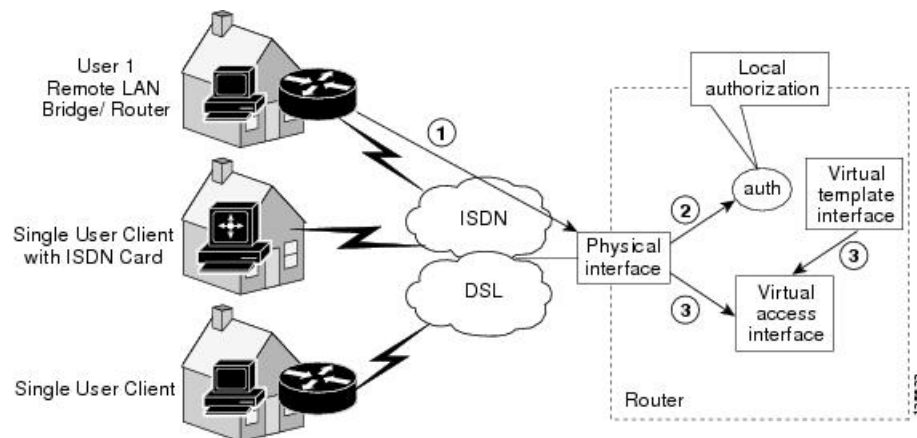 User 1
Remote LAN
Bridge/ Router
Single User Client
with ISDN Card
Single User Client
1
ISDN
DSL
Physical
interface
2
3
Local
authorization
auth
Virtual
template
interface
3
Virtual
access
interface
Router